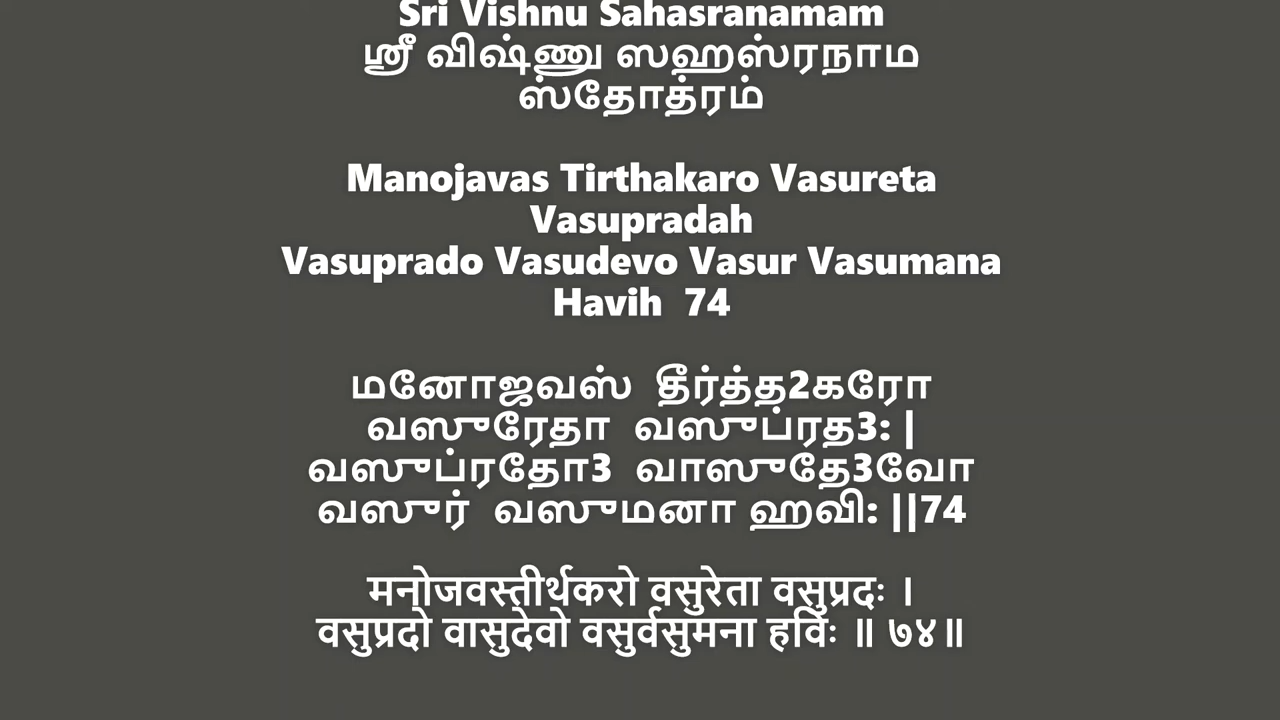 Sri Vishnu Sahasranamam
ஶ்ரீ விஷ்ணு ஸஹஸ்ரநாம
ஸ்தோத்ரம்
Manojavas Tirthakaro Vasureta
Vasupradah
Vasuprado Vasudevo Vasur Vasumana
Havih 74
மனோஜவஸ் தீர்த்த2கரோ
வஸுரேதா வஸுப்ரத3: |
வஸுப்ரதோ3 வாஸுதே3வோ
வஸுர் வஸுமனா ஹவி: ||74
मनोजवस्तीर्थकरो वसुरेता वसुप्रदः ।
वसुप्रदो वासुदेवो वसुर्वसुमना हविः ॥ ७४॥